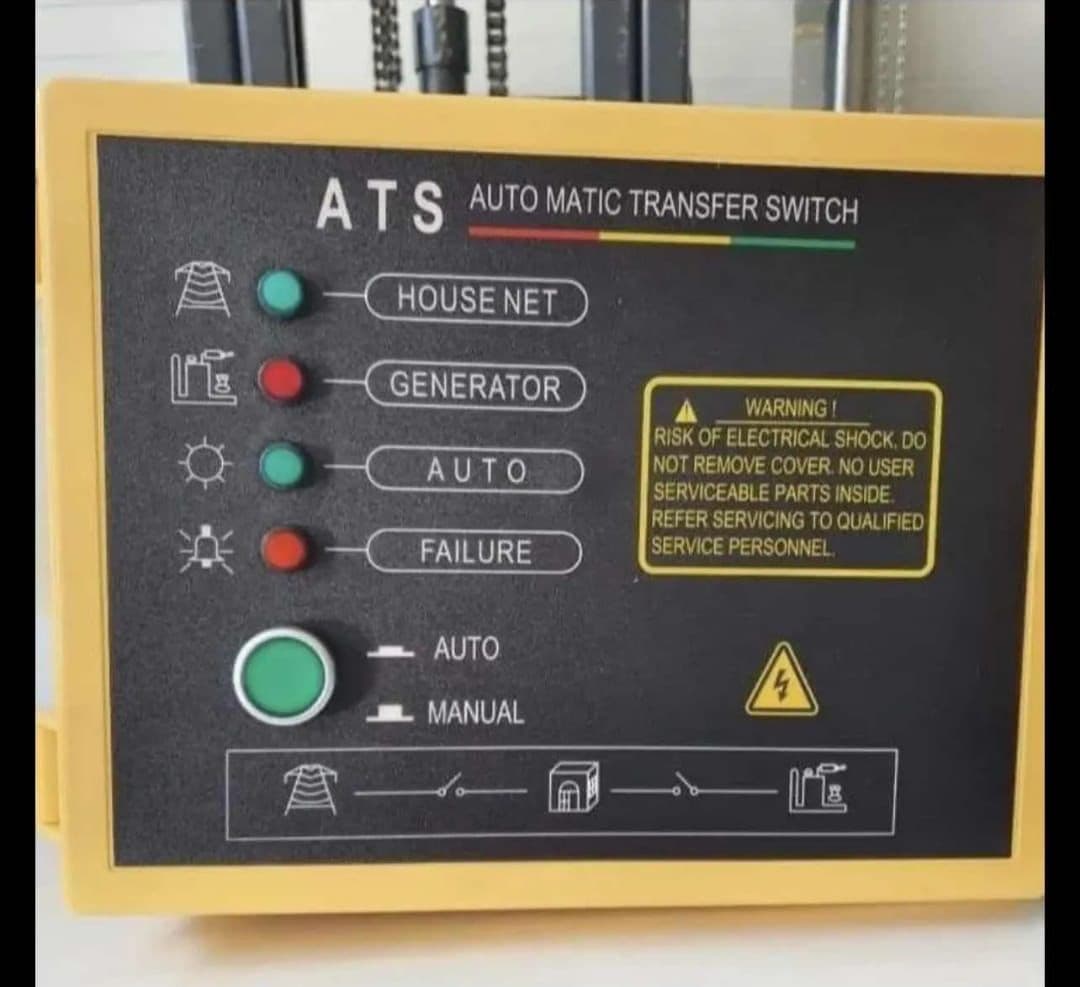 ATS AUTO MATIC TRANSFER SWITCH
HOUSE NET
GENERATOR
AUTO
FAILURE
WARNING!
RISK OF ELECTRICAL SHOCK. DO
NOT REMOVE COVER. NO USER
SERVICEABLE PARTS INSIDE.
REFER SERVICING TO QUALIFIED
SERVICE PERSONNEL.
AUTO
MANUAL